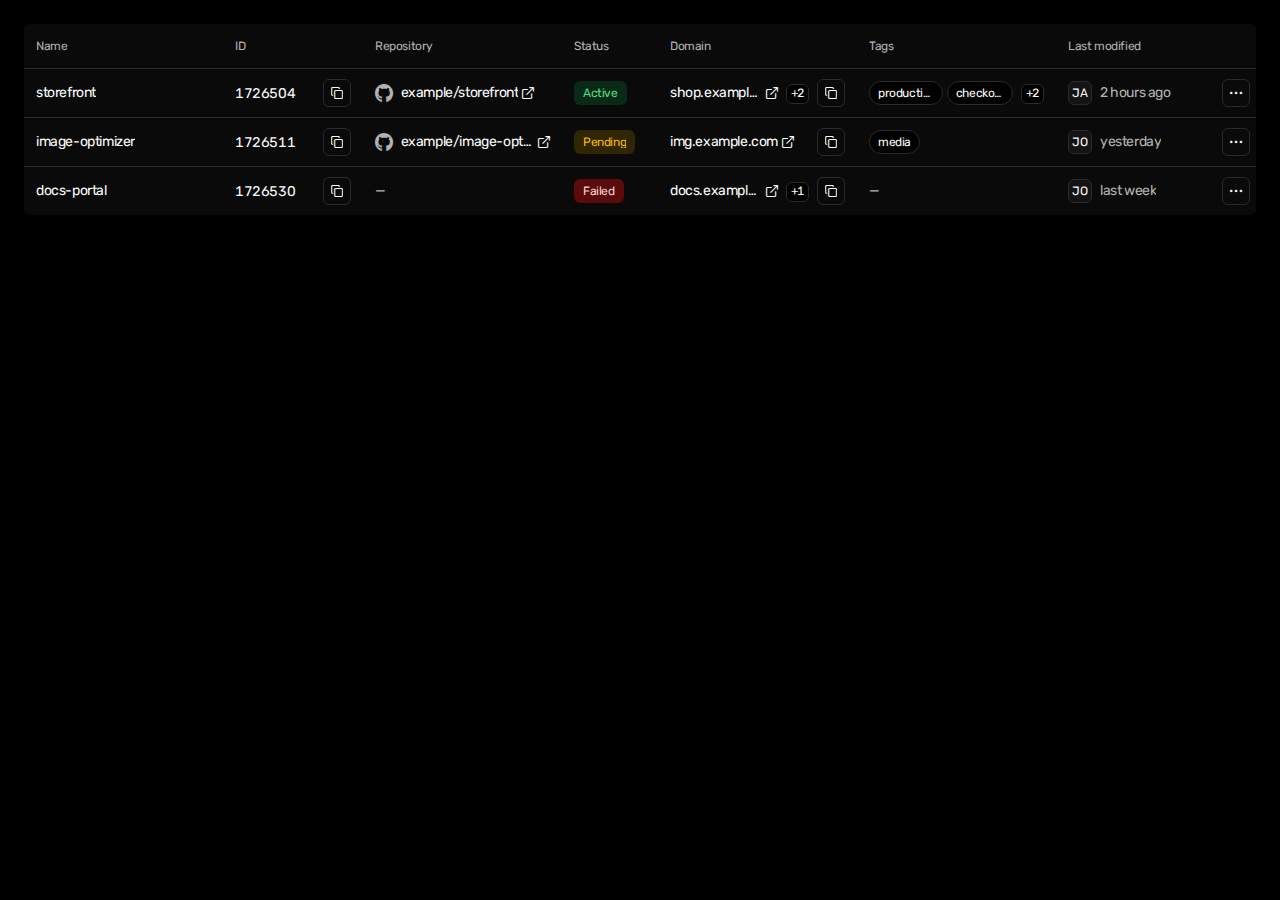 Name ID Repository Status Domain Tags Last modified
storefront 1726504 example/storefront Active shop.exampl... +2 producti... checko... +2 JA 2 hours ago
image-optimizer 1726511 example/image-opt... Pending img.example.com media JO yesterday
docs-portal 1726530 – Failed docs.exampl... +1 – JO last week